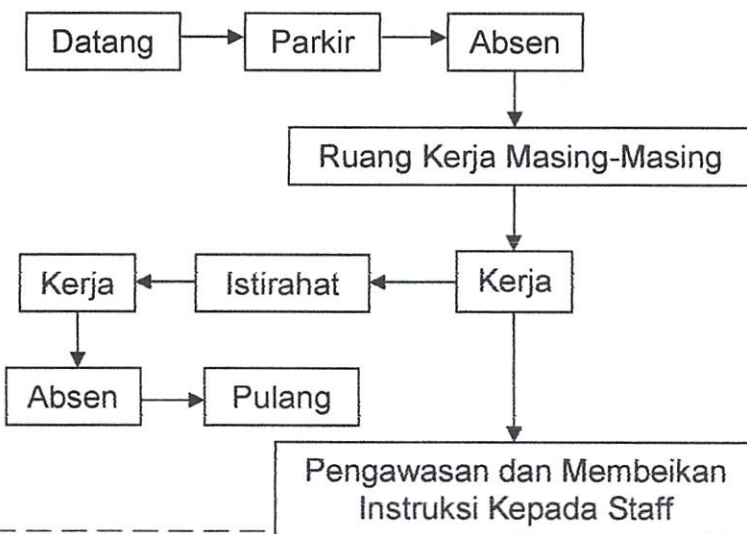 Datang
Parkir
Absen
Ruang Kerja Masing-Masing
Kerja
Istirahat
Kerja
Absen
Pulang
Pengawasan dan Membeikan
Instruksi Kepada Staff